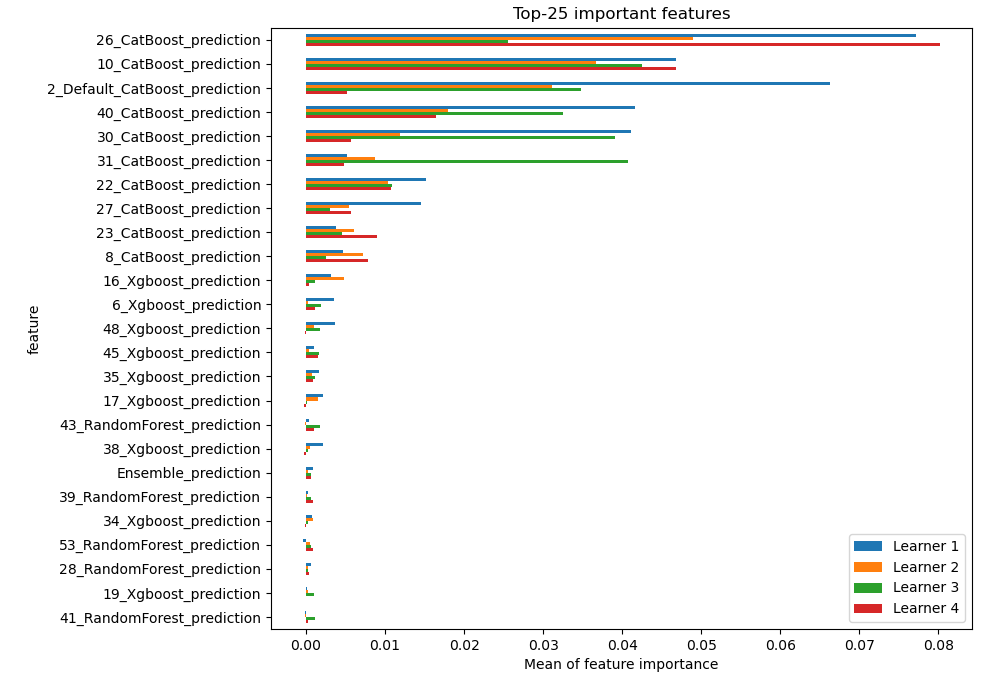 Top-25 important features
feature
26_CatBoost_prediction
10_CatBoost_prediction
2_Default_CatBoost_prediction
40_CatBoost_prediction
30_CatBoost_prediction
31_CatBoost_prediction
22_CatBoost_prediction
27_CatBoost_prediction
23_CatBoost_prediction
8_CatBoost_prediction
16_Xgboost_prediction
6_Xgboost_prediction
48_Xgboost_prediction
45_Xgboost_prediction
35_Xgboost_prediction
17_Xgboost_prediction
43_RandomForest_prediction
38_Xgboost_prediction
Ensemble_prediction
39_RandomForest_prediction
34_Xgboost_prediction
53_RandomForest_prediction
28_RandomForest_prediction
19_Xgboost_prediction
41_RandomForest_prediction
Learner 1
Learner 2
Learner 3
Learner 4
0.00 0.01 0.02 0.03 0.04 0.05 0.06 0.07 0.08
Mean of feature importance